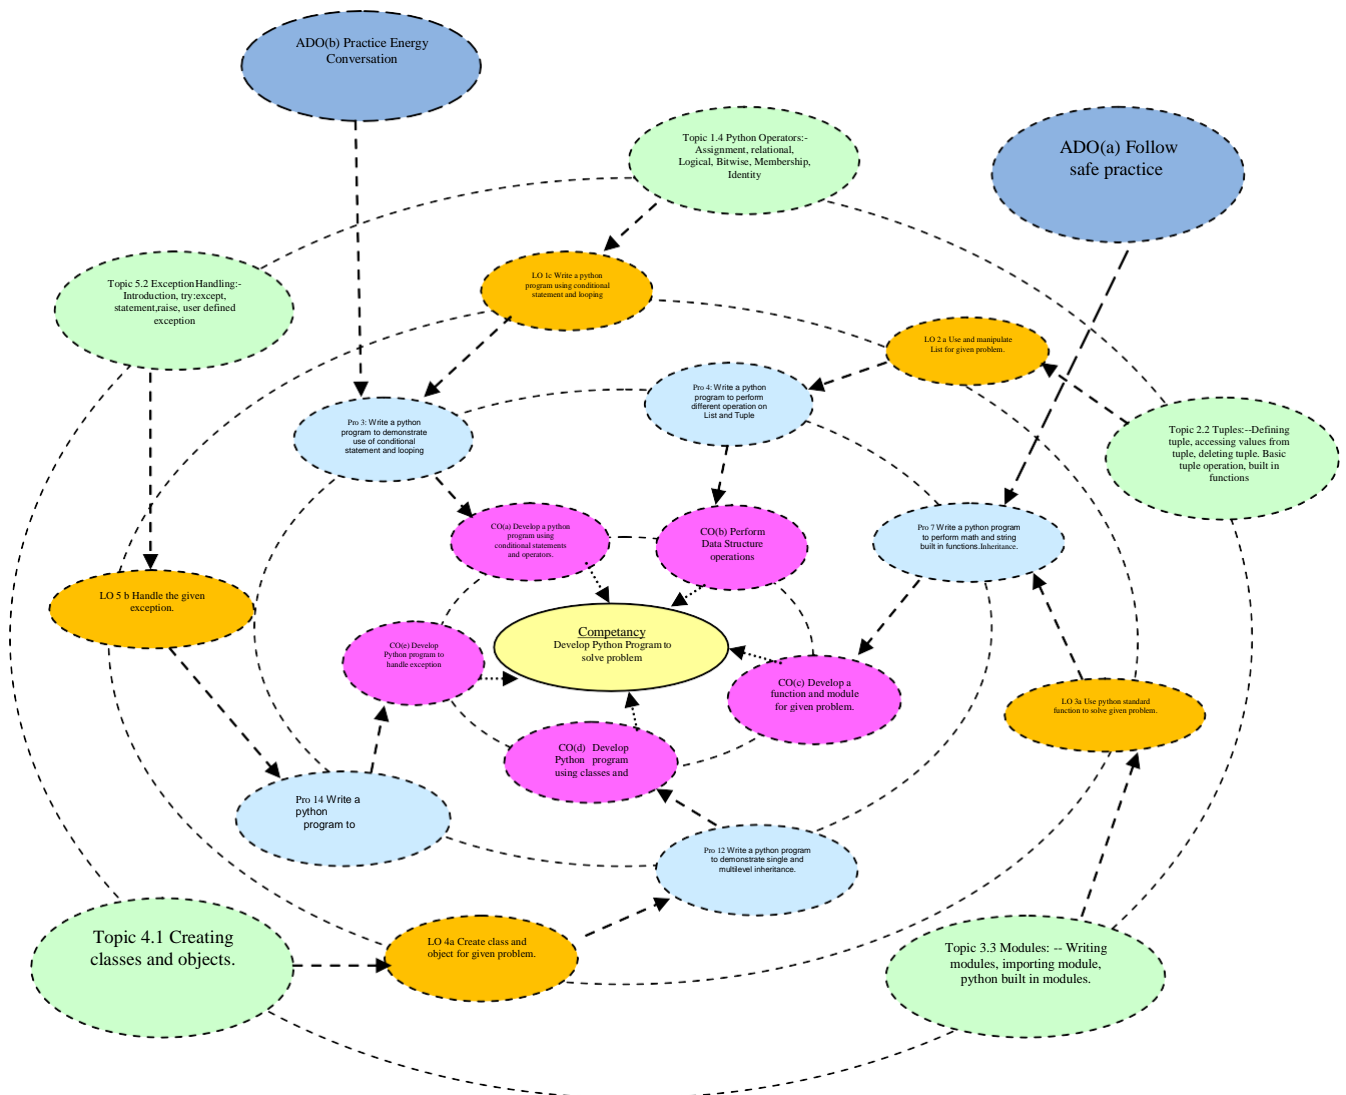 ADO(b) Practice Energy
Conversation
Topic 1.4 Python Operators:-
Assignment, relational,
Logical, Bitwise, Membership,
Identity
ADO(a) Follow
safe practice
Topic 5.2 ExceptionHandling:-
Introduction, try:except,
statement,raise, user defined
exception
LO 1c Write a python
program using conditional
statement and looping
LO 2 a Use and manipulate
List for given problem.
Pro 4: Write a python
program to perform
different operation on
List and Tuple
Pro 3: Write a python
program to demonstrate
use of conditional
statement and looping
Topic 2.2 Tuples:--Defining
tuple, accessing values from
tuple, deleting tuple. Basic
tuple operation, built in
functions
CO(a) Develop a python
program using
conditional statements
and operators.
CO(b) Perform
Data Structure
operations
Pro 7 Write a python program
to perform math and string
built in functions.Inheritance.
LO 5 b Handle the given
exception.
Competancy
Develop Python Program to
solve problem
CO(e) Develop
Python program to
handle exception
CO(c) Develop a
function and module
for given problem.
LO 3a Use python standard
function to solve given problem.
CO(d) Develop
Python program
using classes and
Pro 14 Write a
python
program to
Pro 12 Write a python program
to demonstrate single and
multilevel inheritance.
Topic 4.1 Creating
classes and objects.
LO 4a Create class and
object for given problem.
Topic 3.3 Modules: -- Writing
modules, importing module,
python built in modules.